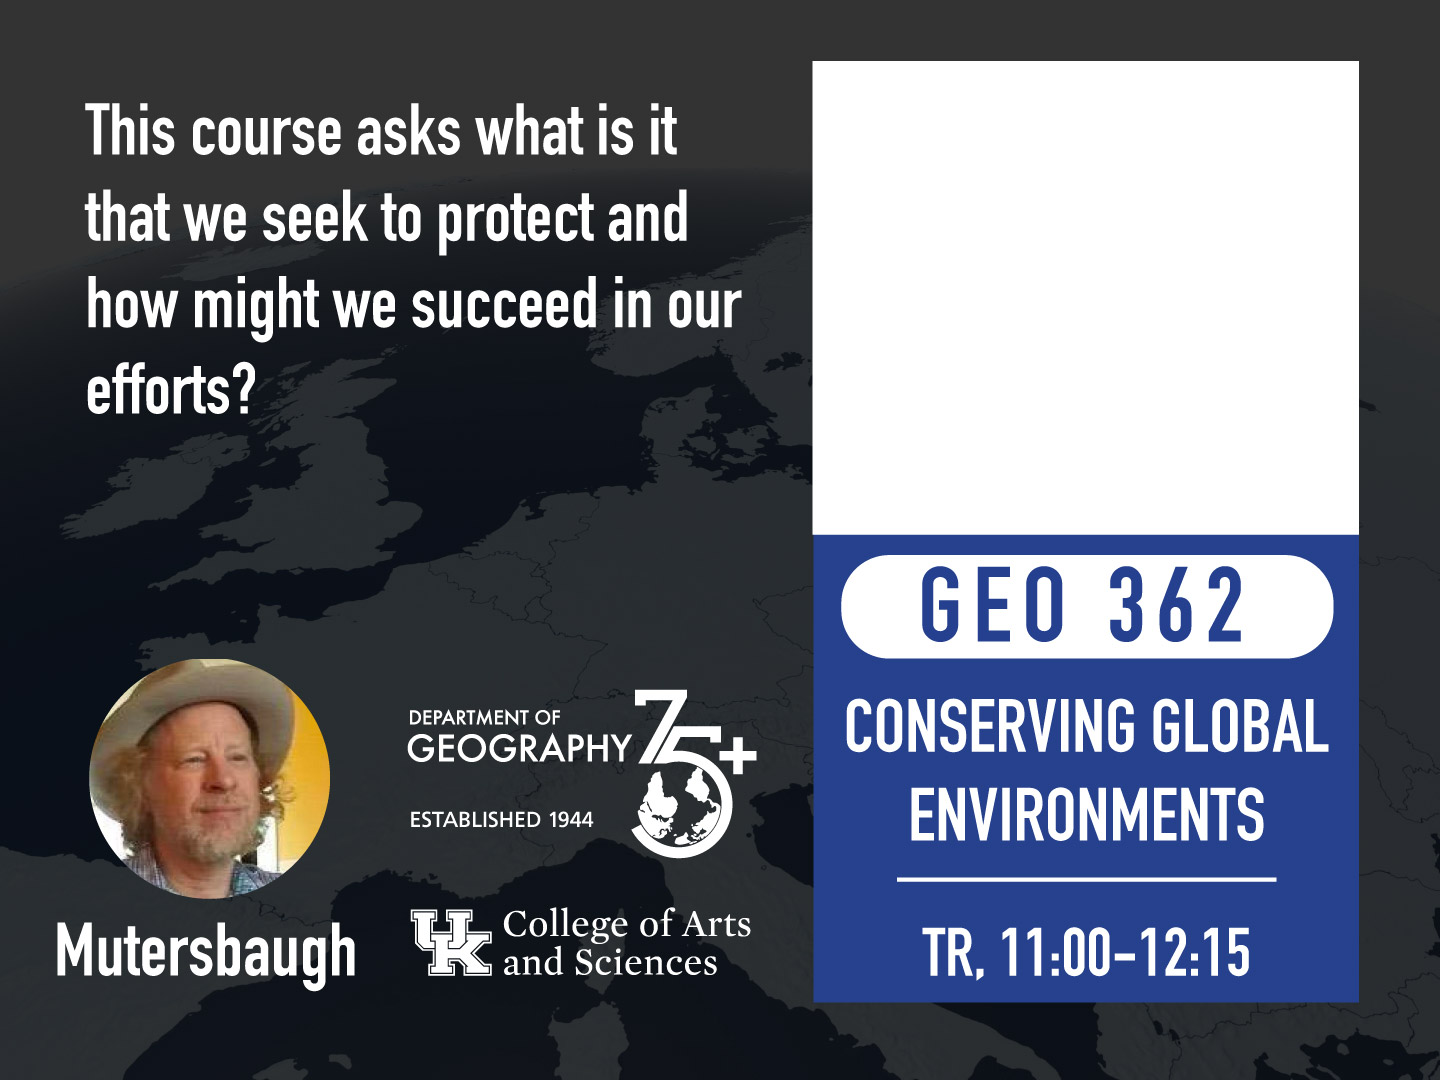 This course asks what is it
that we seek to protect and
how might we succeed in our
efforts?
Mutersbaugh
DEPARTMENT OF
GEOGRAPHY
75+
ESTABLISHED 1944
UK
College of Arts
and Sciences
GEO 362
CONSERVING GLOBAL
ENVIRONMENTS
TR, 11:00-12:15